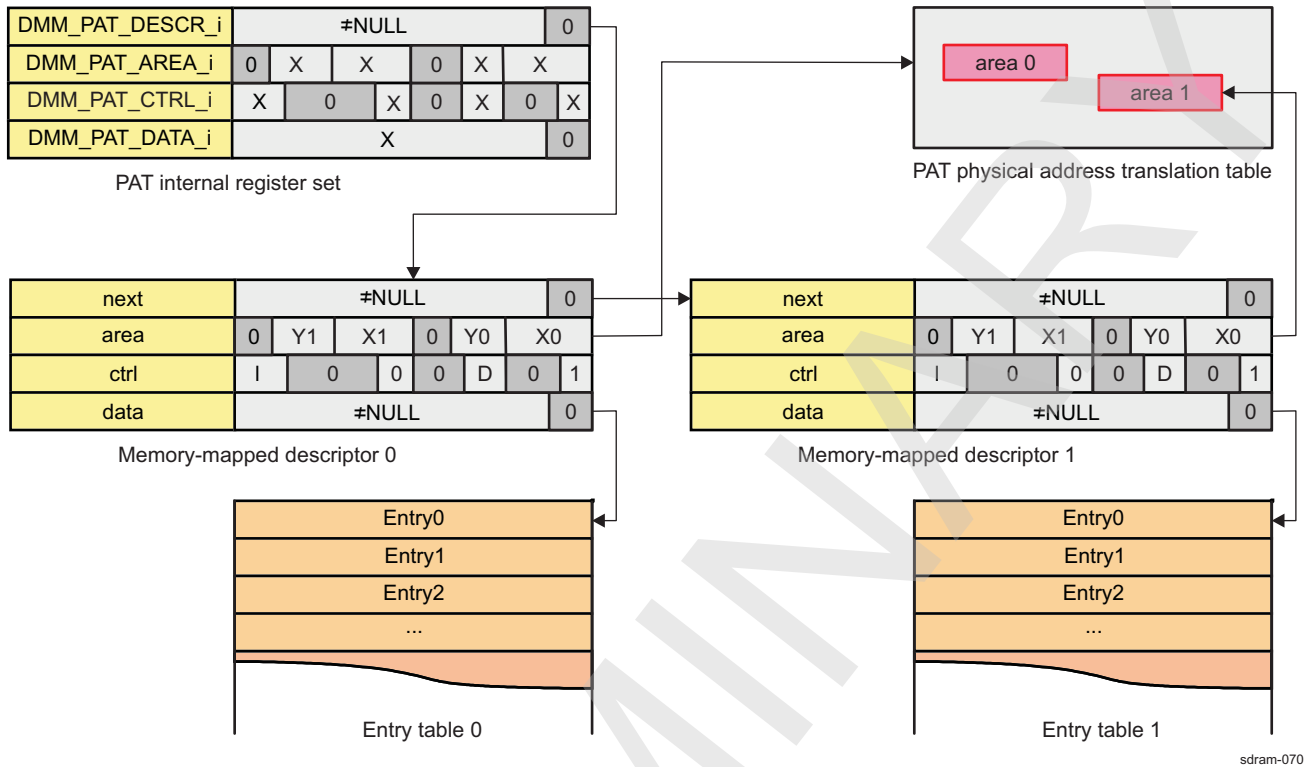 DMM_PAT_DESCR_i ≠NULL 0
DMM_PAT_AREA_i 0 X X 0 X X
DMM_PAT_CTRL_i X 0 X 0 X 0 X
DMM_PAT_DATA_i X 0
PAT internal register set
area 0
area 1
PAT physical address translation table
next ≠NULL 0
area 0 Y1 X1 0 Y0 X0
ctrl I 0 0 0 D 0 1
data ≠NULL 0
Memory-mapped descriptor 0
next ≠NULL 0
area 0 Y1 X1 0 Y0 X0
ctrl I 0 0 0 D 0 1
data ≠NULL 0
Memory-mapped descriptor 1
Entry0
Entry1
Entry2
...
Entry table 0
Entry0
Entry1
Entry2
...
Entry table 1
sdram-070
MINARY